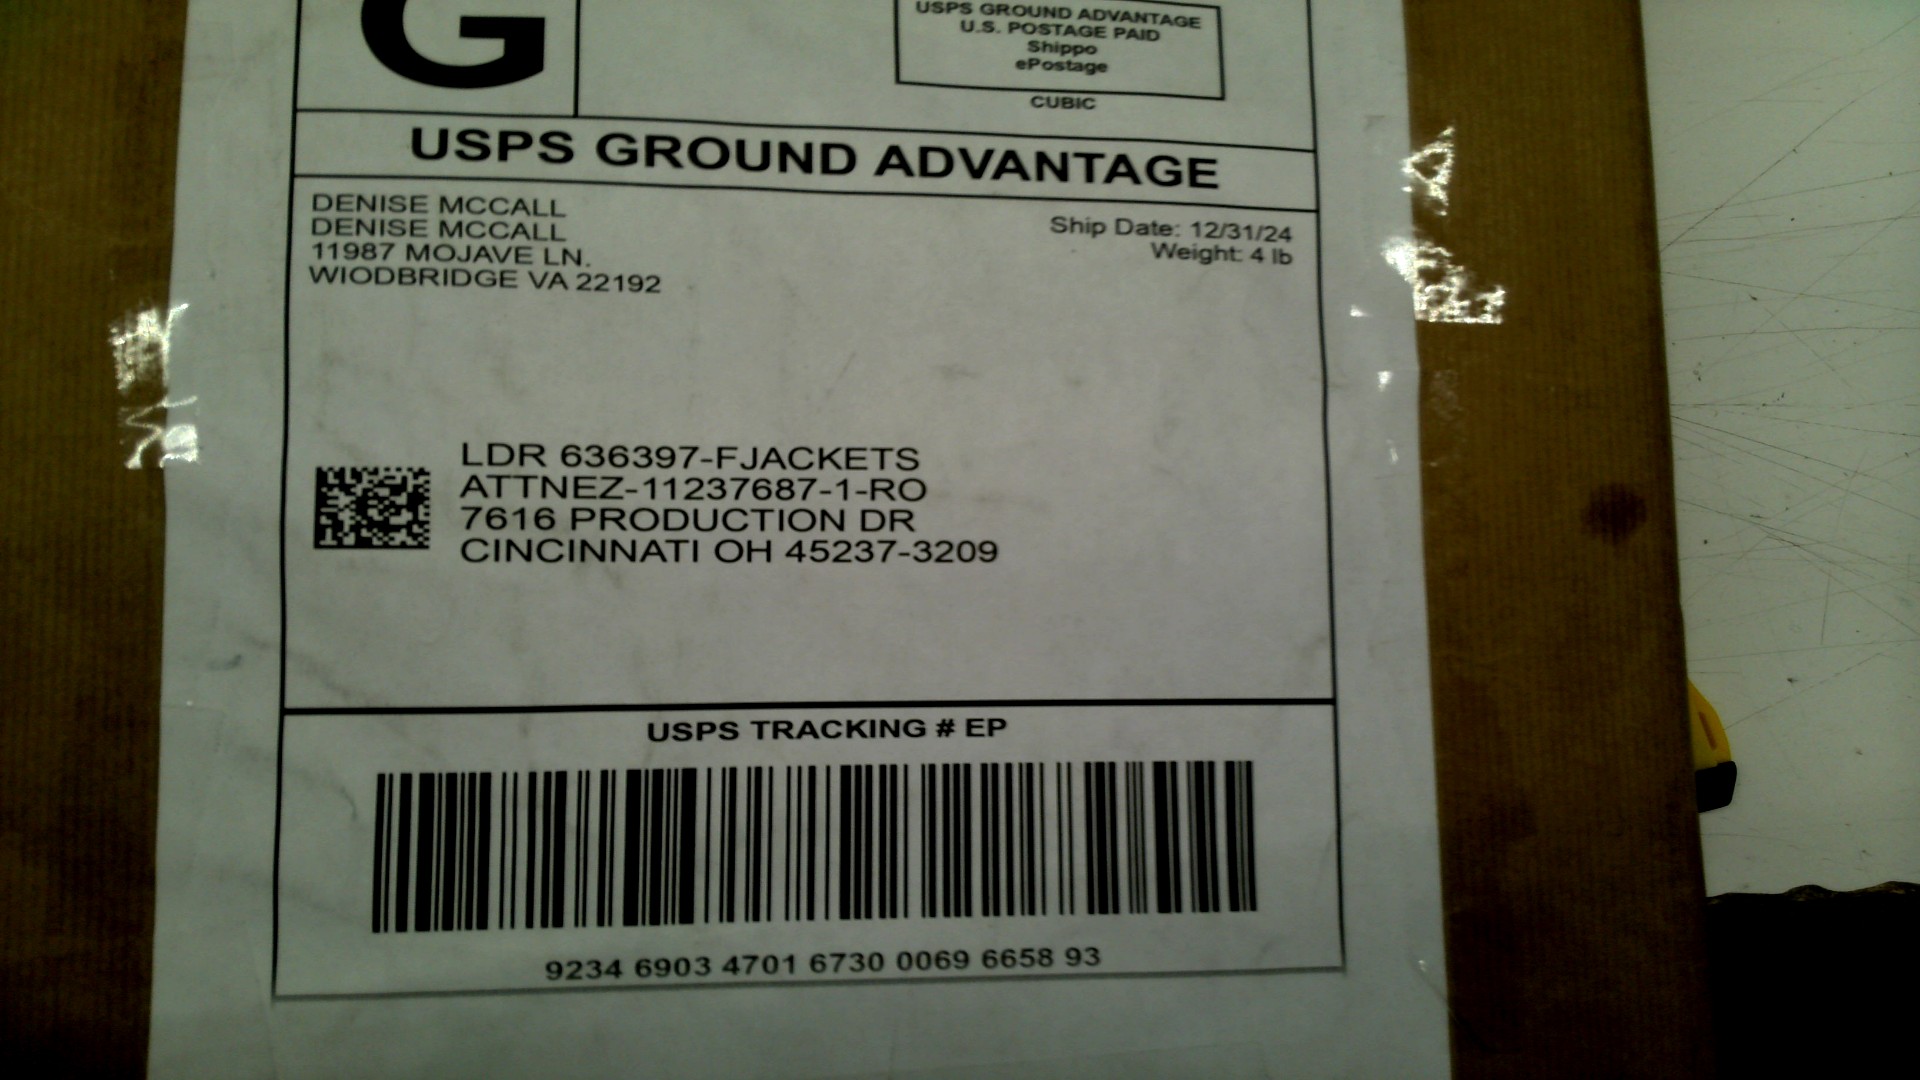 G
USPS GROUND ADVANTAGE
U.S. POSTAGE PAID
Shippo
ePostage
CUBIC
USPS GROUND ADVANTAGE
DENISE MCCALL
DENISE MCCALL
11987 MOJAVE LN.
WIODBRIDGE VA 22192
Ship Date: 12/31/24
Weight: 4 lb
LDR 636397-FJACKETS
ATTNEZ-11237687-1-RO
7616 PRODUCTION DR
CINCINNATI OH 45237-3209
USPS TRACKING # EP
9234 6903 4701 6730 0069 6658 93